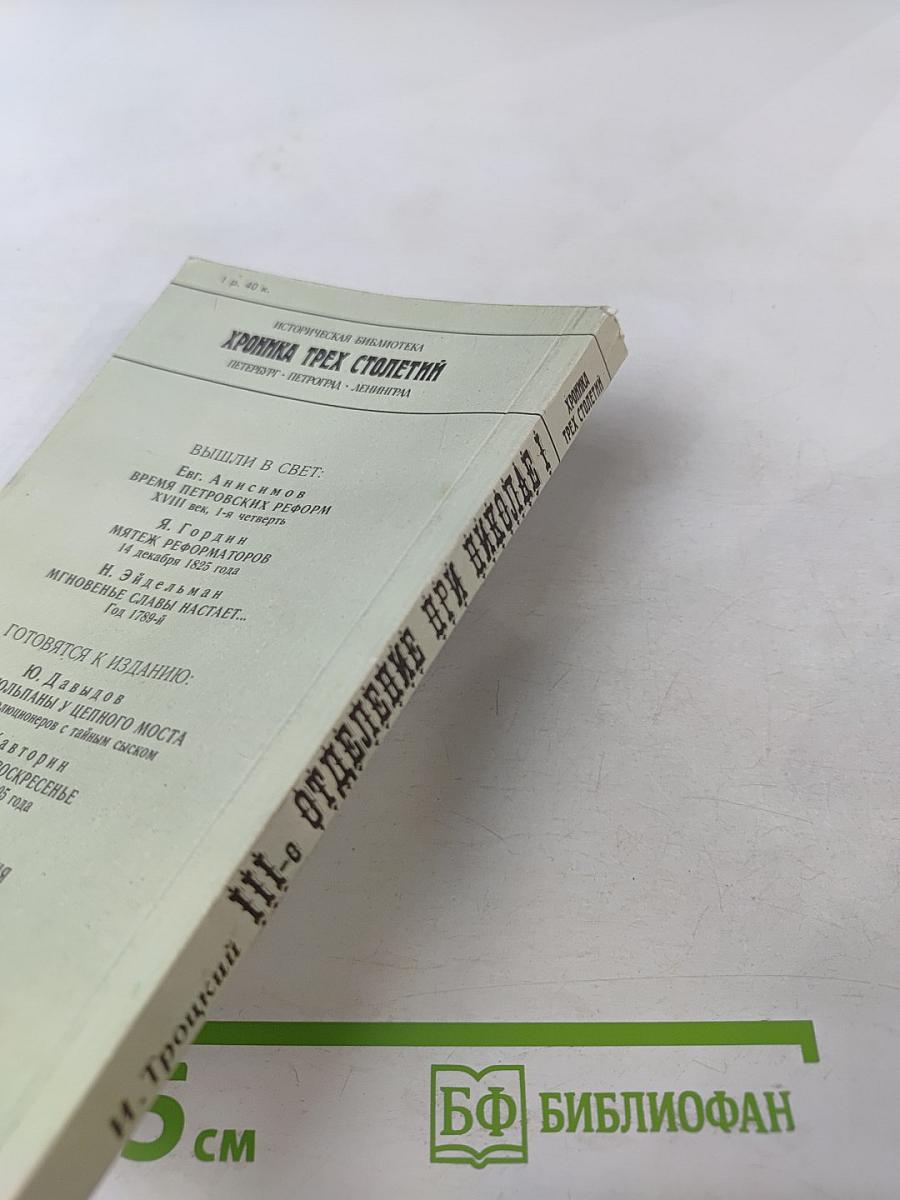 1 р. 40 к.
ИСТОРИЧЕСКАЯ БИБЛИОТЕКА
ХРОНИКА ТРЕХ СТОЛЕТИЙ
ПЕТЕРБУРГ · ПЕТРОГРАД · ЛЕНИНГРАД
ВЫШЛИ В СВЕТ:
Евг. Анисимов
ВРЕМЯ ПЕТРОВСКИХ РЕФОРМ
XVIII век, 1-я четверть
Я. Гордин
МЯТЕЖ РЕФОРМАТОРОВ
14 декабря 1825 года
Н. Эйдельман
МГНОВЕНЬЕ СЛАВЫ НАСТАЕТ...
Год 1789-й
ГОТОВЯТСЯ К ИЗДАНИЮ:
Ю. Давыдов
У ЦЕПНОГО МОСТА
с тайным сыском
года
И. Троцкий III-е ОТДЕЛЕНИЕ ПРИ НИКОЛАЕ I
ХРОНИКА
ТРЕХ СТОЛЕТИЙ
5 см
БФ БИБЛИОФАН